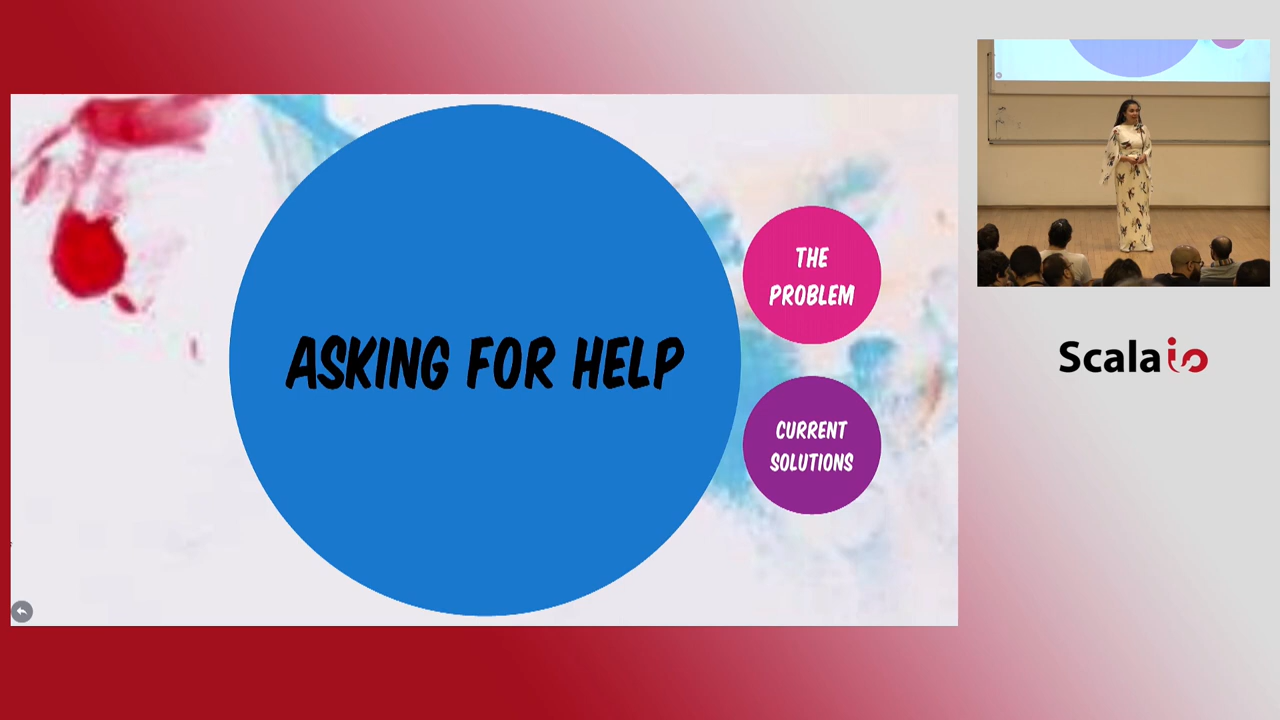 ASKING FOR HELP
THE
PROBLEM
CURRENT
SOLUTIONS
Scala io